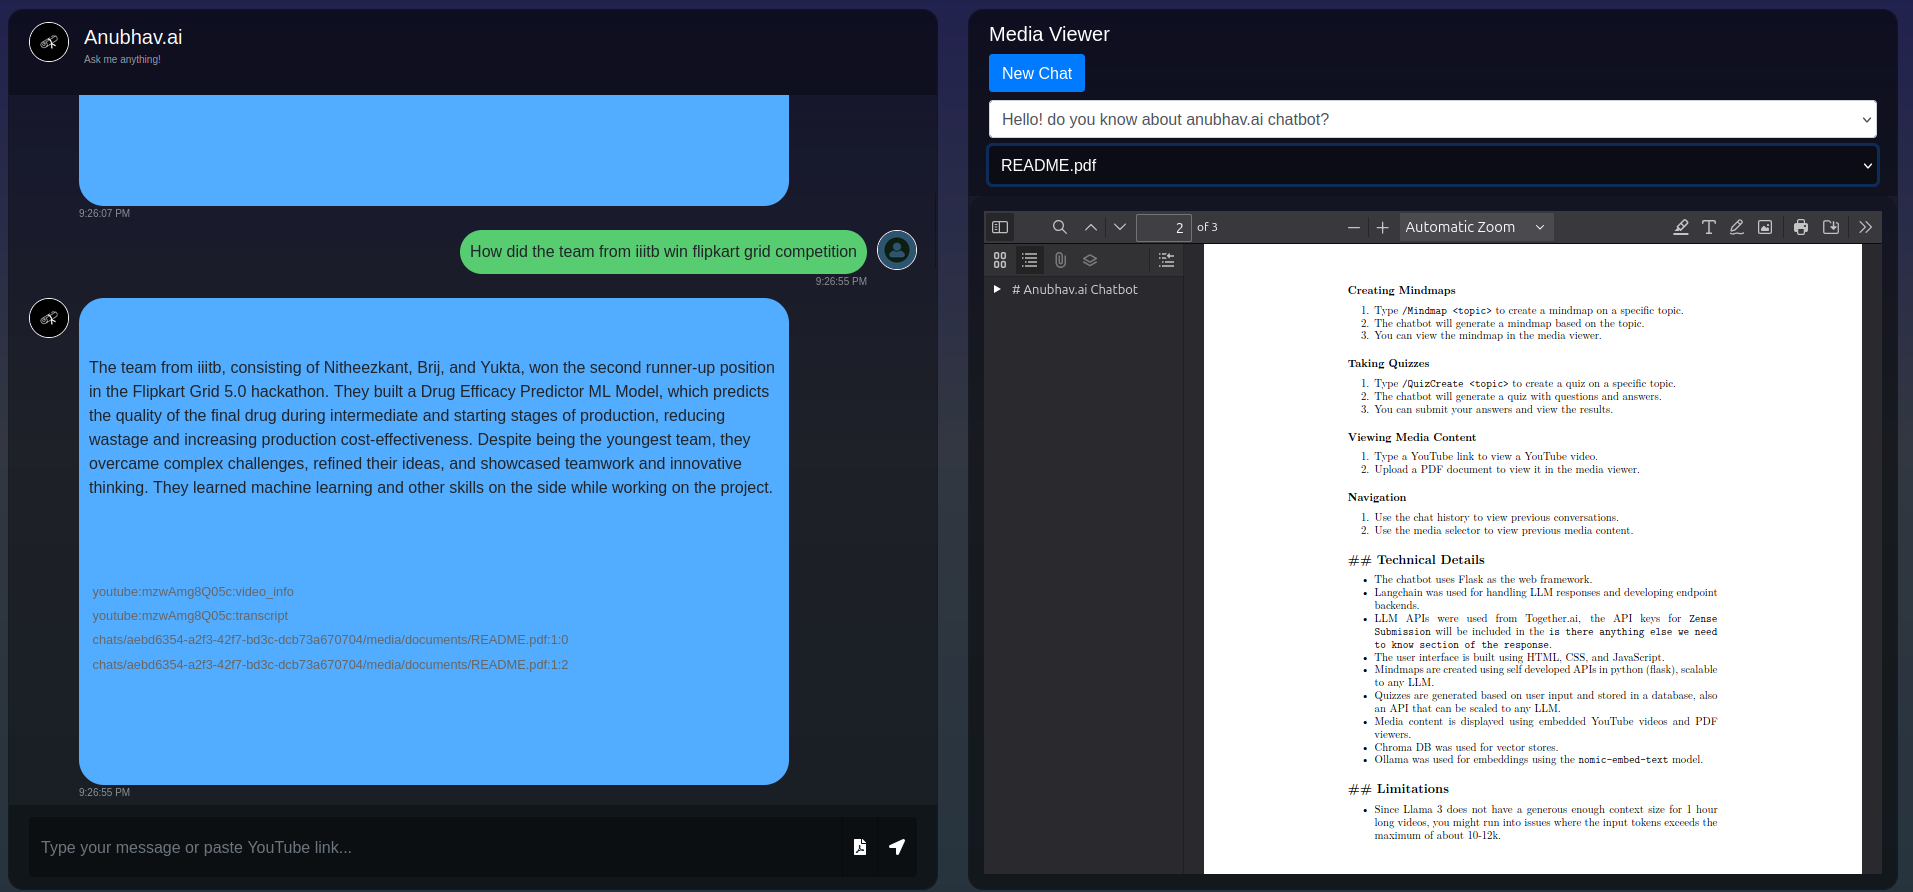 Anubhav.ai
Ask me anything!
9:26:07 PM
How did the team from iiitb win flipkart grid competition
9:26:55 PM
The team from iiitb, consisting of Nitheezkant, Brij, and Yukta, won the second runner-up position
in the Flipkart Grid 5.0 hackathon. They built a Drug Efficacy Predictor ML Model, which predicts
the quality of the final drug during intermediate and starting stages of production, reducing
wastage and increasing production cost-effectiveness. Despite being the youngest team, they
overcame complex challenges, refined their ideas, and showcased teamwork and innovative
thinking. They learned machine learning and other skills on the side while working on the project.
youtube:mzwAmg8Q05c:video_info
youtube:mzwAmg8Q05c:transcript
chats/aebd6354-a2f3-42f7-bd3c-dcb73a670704/media/documents/README.pdf:1:0
chats/aebd6354-a2f3-42f7-bd3c-dcb73a670704/media/documents/README.pdf:1:2
9:26:55 PM
Type your message or paste YouTube link...
Media Viewer
New Chat
Hello! do you know about anubhav.ai chatbot?
README.pdf
2 of 3
Automatic Zoom
# Anubhav.ai Chatbot
Creating Mindmaps
1. Type /Mindmap <topic> to create a mindmap on a specific topic.
2. The chatbot will generate a mindmap based on the topic.
3. You can view the mindmap in the media viewer.
Taking Quizzes
1. Type /QuizCreate <topic> to create a quiz on a specific topic.
2. The chatbot will generate a quiz with questions and answers.
3. You can submit your answers and view the results.
Viewing Media Content
1. Type a YouTube link to view a YouTube video.
2. Upload a PDF document to view it in the media viewer.
Navigation
1. Use the chat history to view previous conversations.
2. Use the media selector to view previous media content.
## Technical Details
• The chatbot uses Flask as the web framework.
• Langchain was used for handling LLM responses and developing endpoint
backends.
• LLM APIs were used from Together.ai, the API keys for Zense
Submission will be included in the is there anything else we need
to know section of the response.
• The user interface is built using HTML, CSS, and JavaScript.
• Mindmaps are created using self developed APIs in python (flask), scalable
to any LLM.
• Quizzes are generated based on user input and stored in a database, also
an API that can be scaled to any LLM.
• Media content is displayed using embedded YouTube videos and PDF
viewers.
• Chroma DB was used for vector stores.
• Ollama was used for embeddings using the nomic-embed-text model.
## Limitations
• Since Llama 3 does not have a generous enough context size for 1 hour
long videos, you might run into issues where the input tokens exceeds the
maximum of about 10-12k.